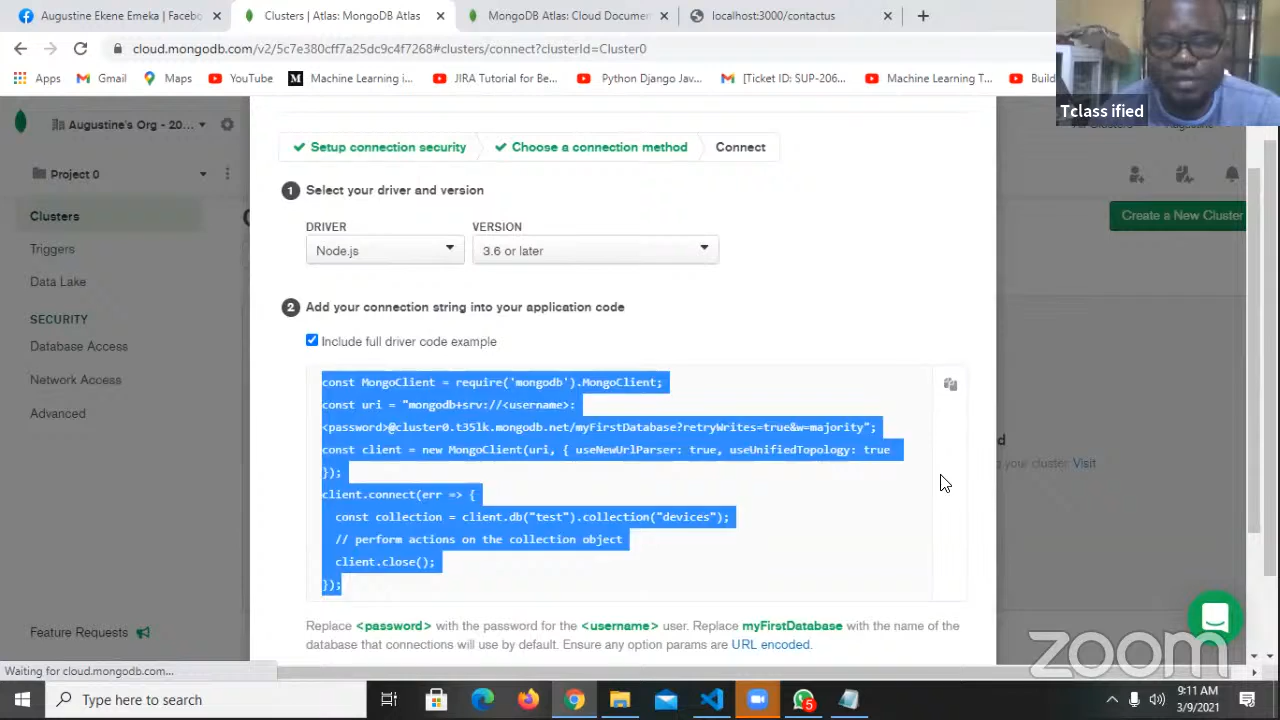 Augustine Ekene Emeka | Facebo
Clusters | Atlas: MongoDB Atlas
MongoDB Atlas: Cloud Documen
localhost:3000/contactus
cloud.mongodb.com/v2/5c7e380cff7a25dc9c4f7268#clusters/connect?clusterId=Cluster0
Apps
Gmail
Maps
YouTube
Machine Learning i...
JIRA Tutorial for Be...
Python Django Jav...
[Ticket ID: SUP-206...
Machine Learning T...
Build
Tclass ified
Augustine's Org - 20...
Project 0
Clusters
Triggers
Data Lake
SECURITY
Database Access
Network Access
Advanced
Feature Requests
Setup connection security
Choose a connection method
Connect
1 Select your driver and version
DRIVER
VERSION
Node.js
3.6 or later
2 Add your connection string into your application code
Include full driver code example
const MongoClient = require('mongodb').MongoClient;
const uri = "mongodb+srv://<username>:
<password>@cluster0.t35lk.mongodb.net/myFirstDatabase?retryWrites=true&w=majority";
const client = new MongoClient(uri, { useNewUrlParser: true, useUnifiedTopology: true
});
client.connect(err => {
const collection = client.db("test").collection("devices");
// perform actions on the collection object
client.close();
});
Replace <password> with the password for the <username> user. Replace myFirstDatabase with the name of the
database that connections will use by default. Ensure any option params are URL encoded.
Create a New Cluster
your cluster. Visit
zoom
Waiting for cloud.mongodb.com...
Type here to search
5
9:11 AM
3/9/2021